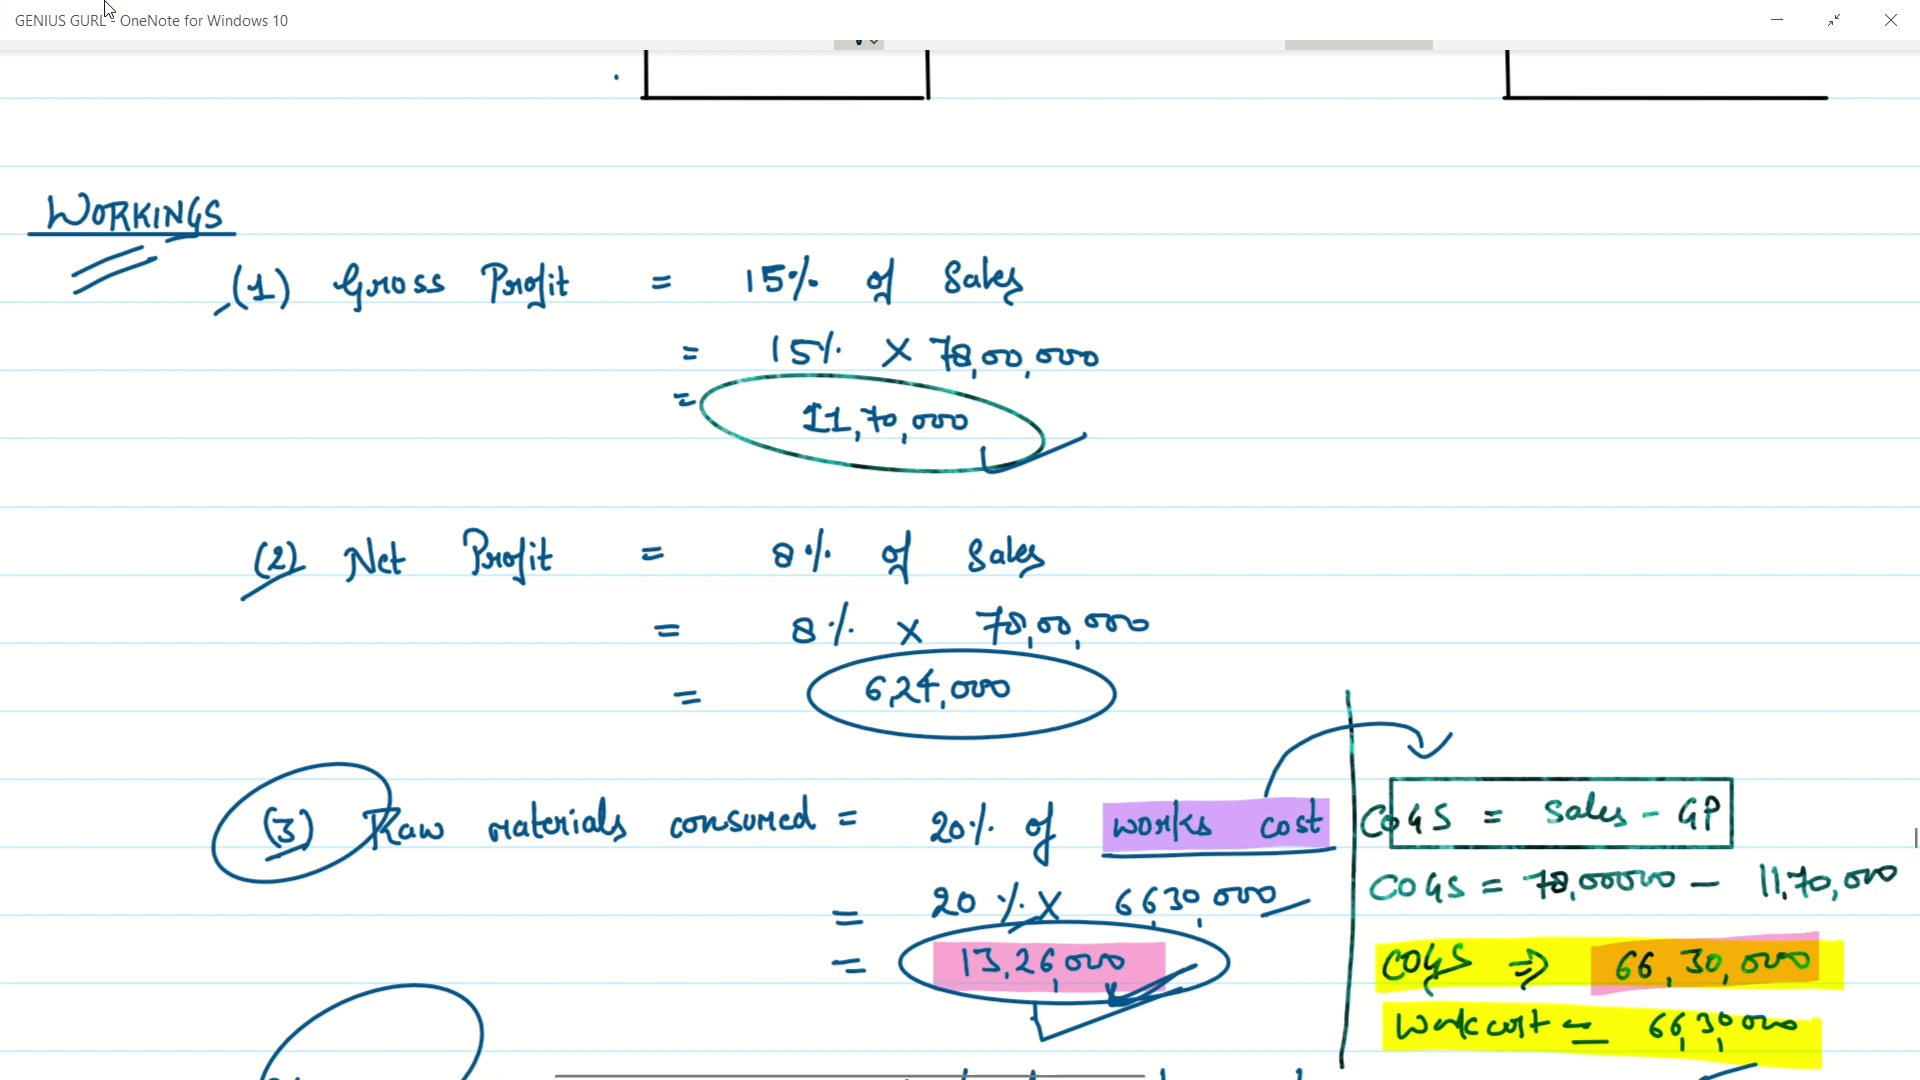 GENIUS GURL - OneNote for Windows 10
WORKINGS
(1) Gross Profit = 15% of Sales
= 15% X 78,00,000
= 11,70,000
(2) Net Profit = 8% of Sales
= 8% x 78,00,000
= 6,24,000
(3) Raw materials consumed = 20% of works cost
= 20% X 66,30,000
= 13,26,000
COGS = Sales - GP
COGS = 78,00000 - 11,70,000
COGS ⇒ 66,30,000
Work cost = 66,30,000